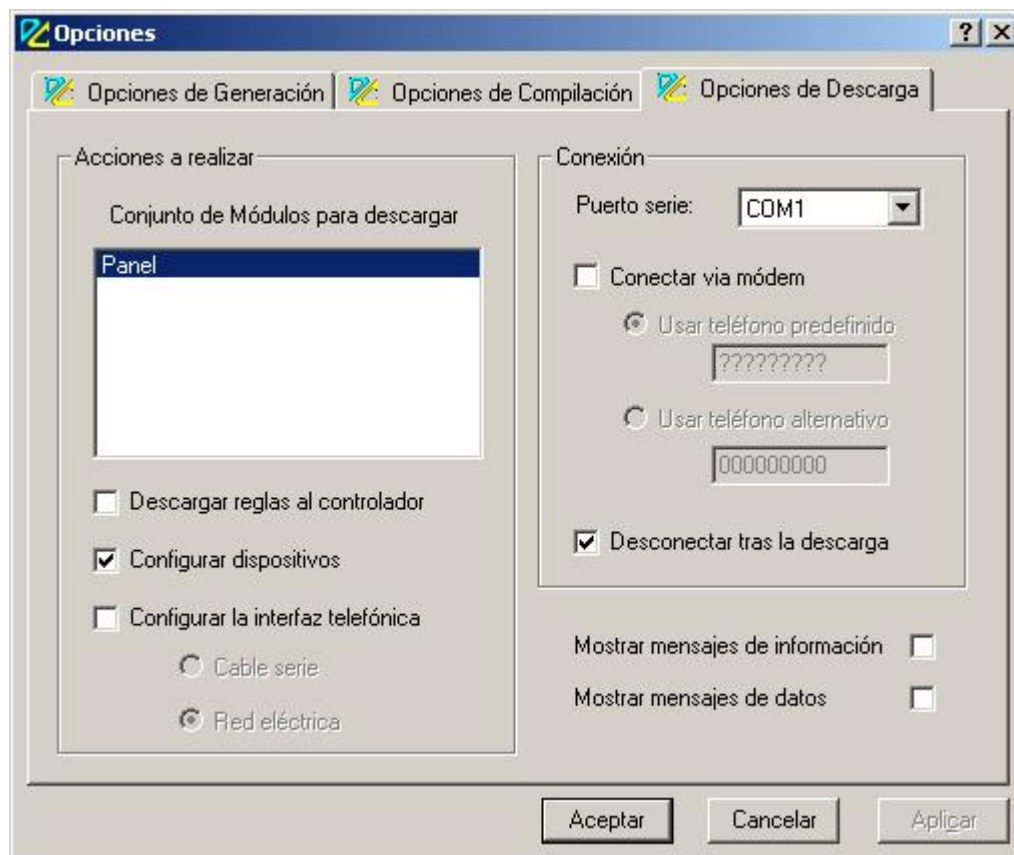 Opciones
Opciones de Generación
Opciones de Compilación
Opciones de Descarga
Acciones a realizar
Conjunto de Módulos para descargar
Panel
Descargar reglas al controlador
Configurar dispositivos
Configurar la interfaz telefónica
Cable serie
Red eléctrica
Conexión
Puerto serie:
COM1
Conectar via módem
Usar teléfono predefinido
?????????
Usar teléfono alternativo
000000000
Desconectar tras la descarga
Mostrar mensajes de información
Mostrar mensajes de datos
Aceptar
Cancelar
Aplicar